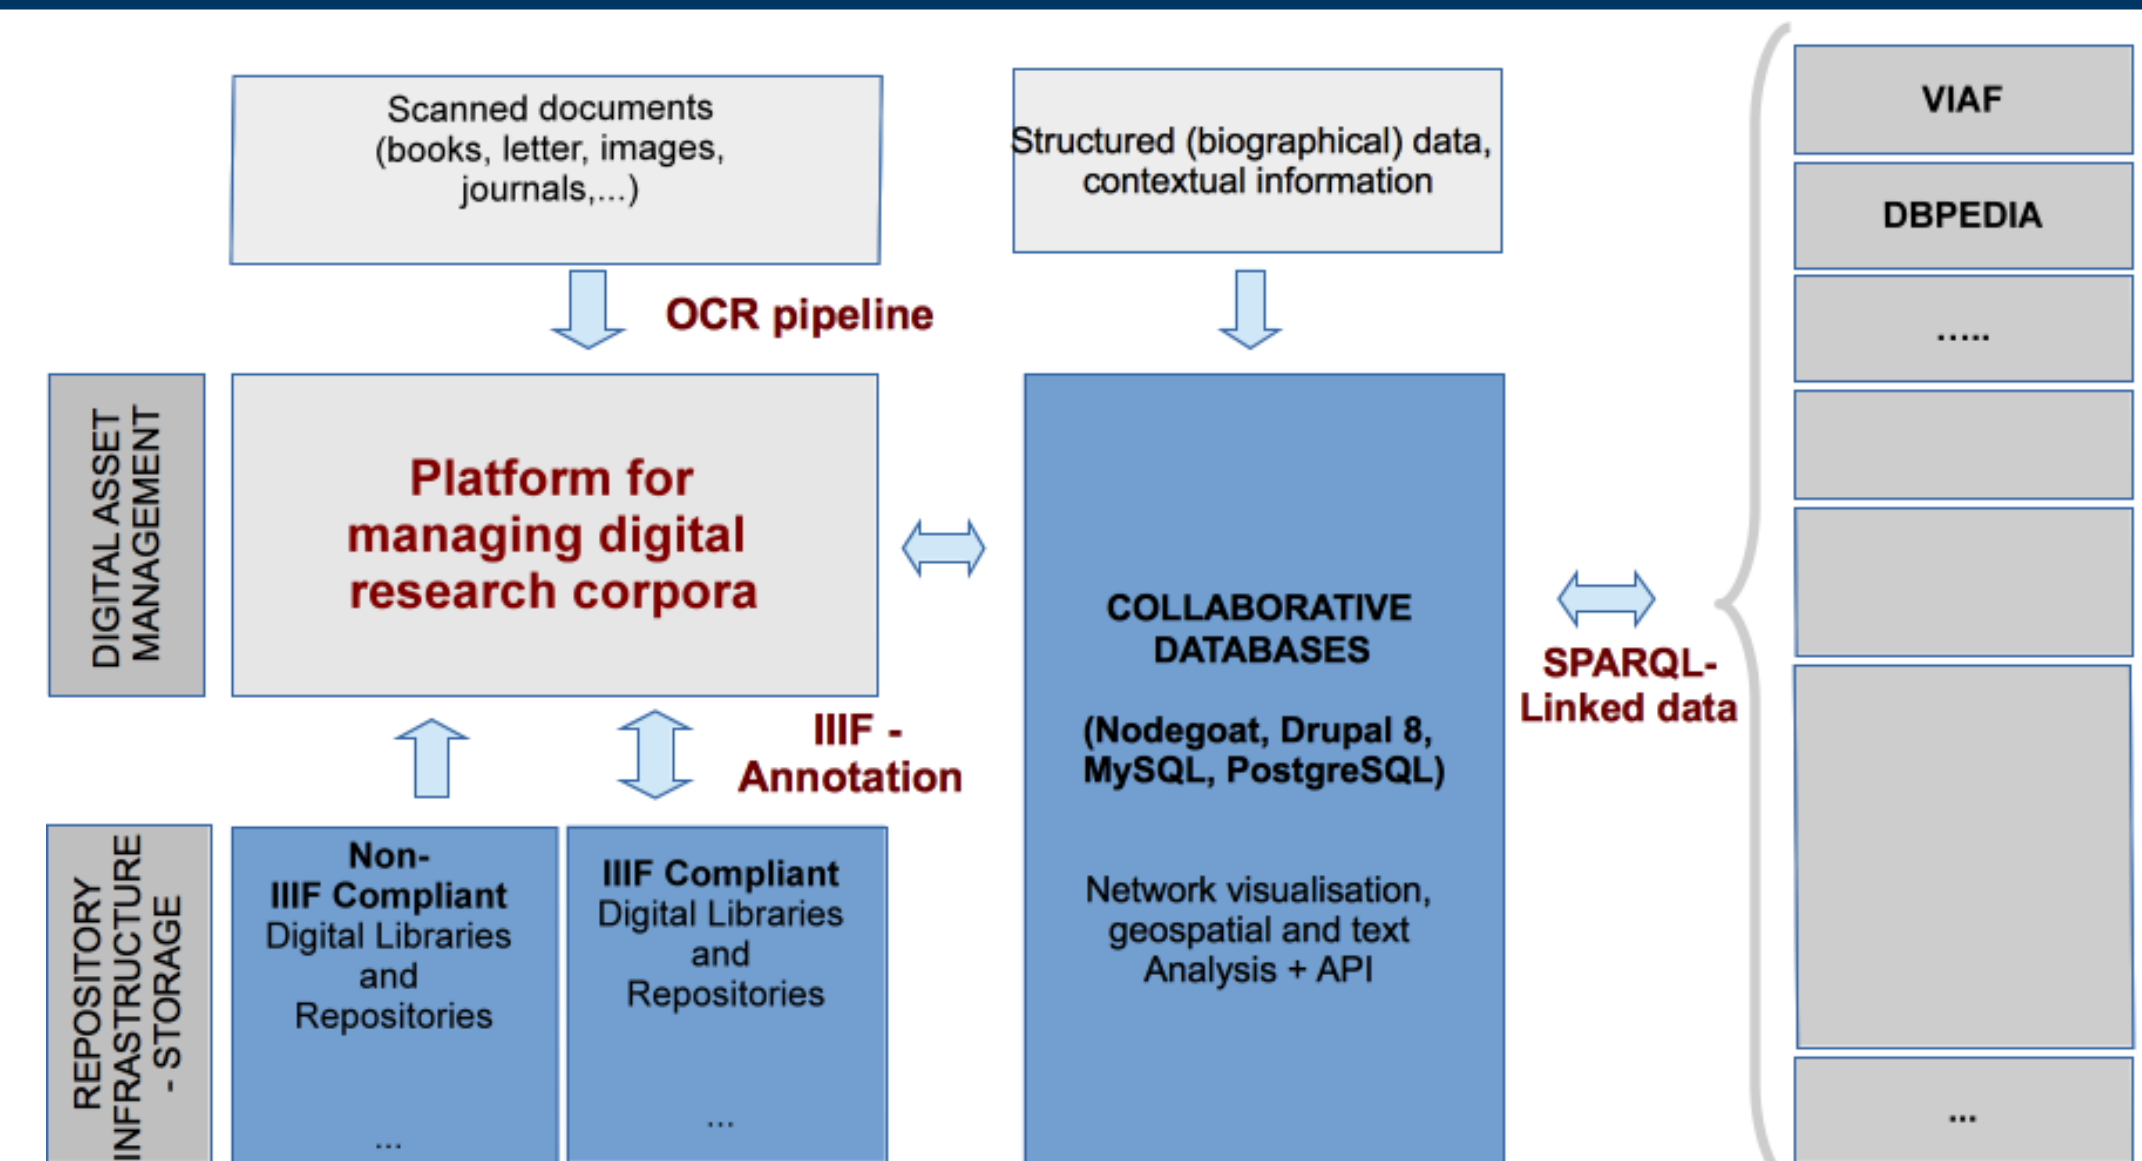 Scanned documents
(books, letter, images,
journals,...)
Structured (biographical) data,
contextual information
VIAF
DBPEDIA
.....
OCR pipeline
DIGITAL ASSET
MANAGEMENT
Platform for
managing digital
research corpora
COLLABORATIVE
DATABASES
(Nodegoat, Drupal 8,
MySQL, PostgreSQL)
Network visualisation,
geospatial and text
Analysis + API
SPARQL-
Linked data
IIIF -
Annotation
REPOSITORY
INFRASTRUCTURE
- STORAGE
Non-
IIIF Compliant
Digital Libraries
and
Repositories
...
IIIF Compliant
Digital Libraries
and
Repositories
...
...